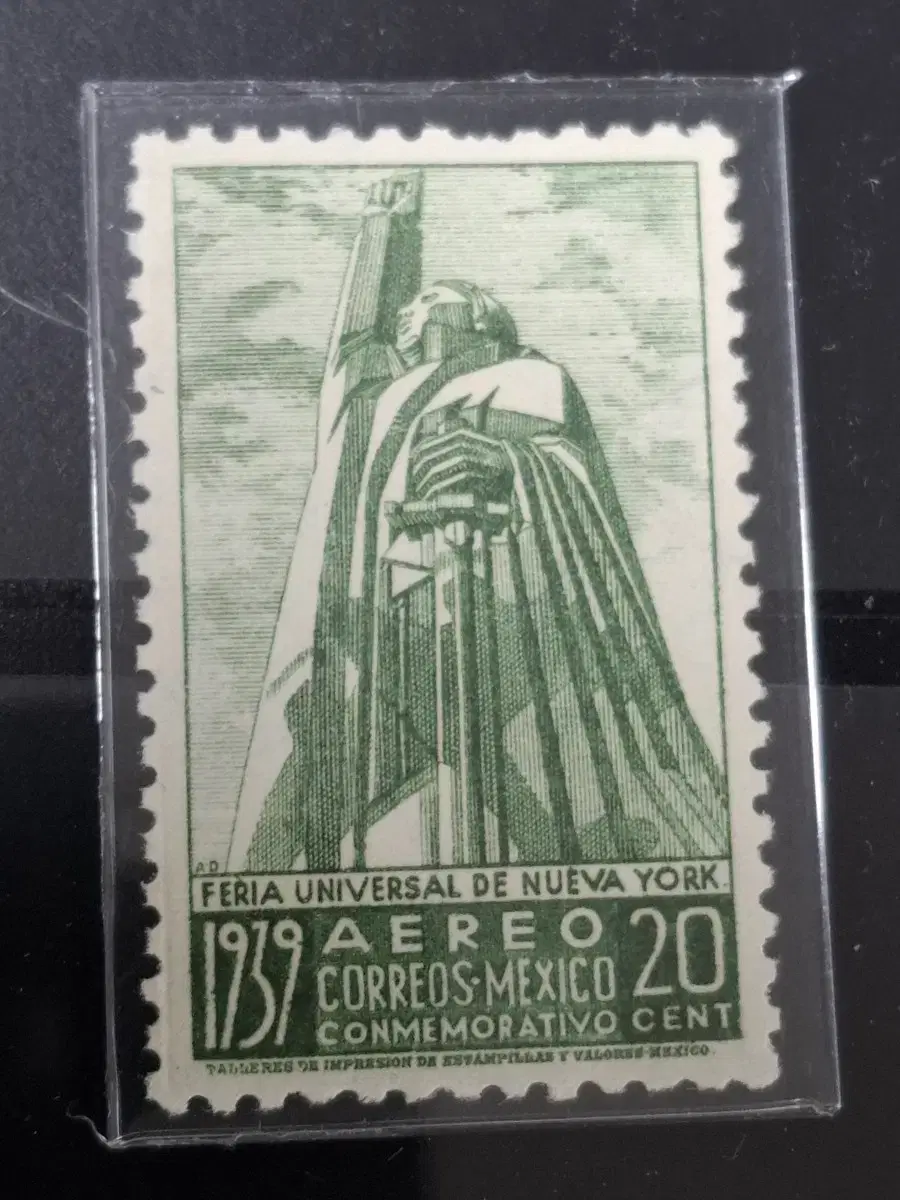 A.D.
FERIA UNIVERSAL DE NUEVA YORK.
1939 AEREO 20
CORREOS·MEXICO
CONMEMORATIVO CENT
TALLERES DE IMPRESION DE ESTAMPILLAS Y VALORES-MEXICO.